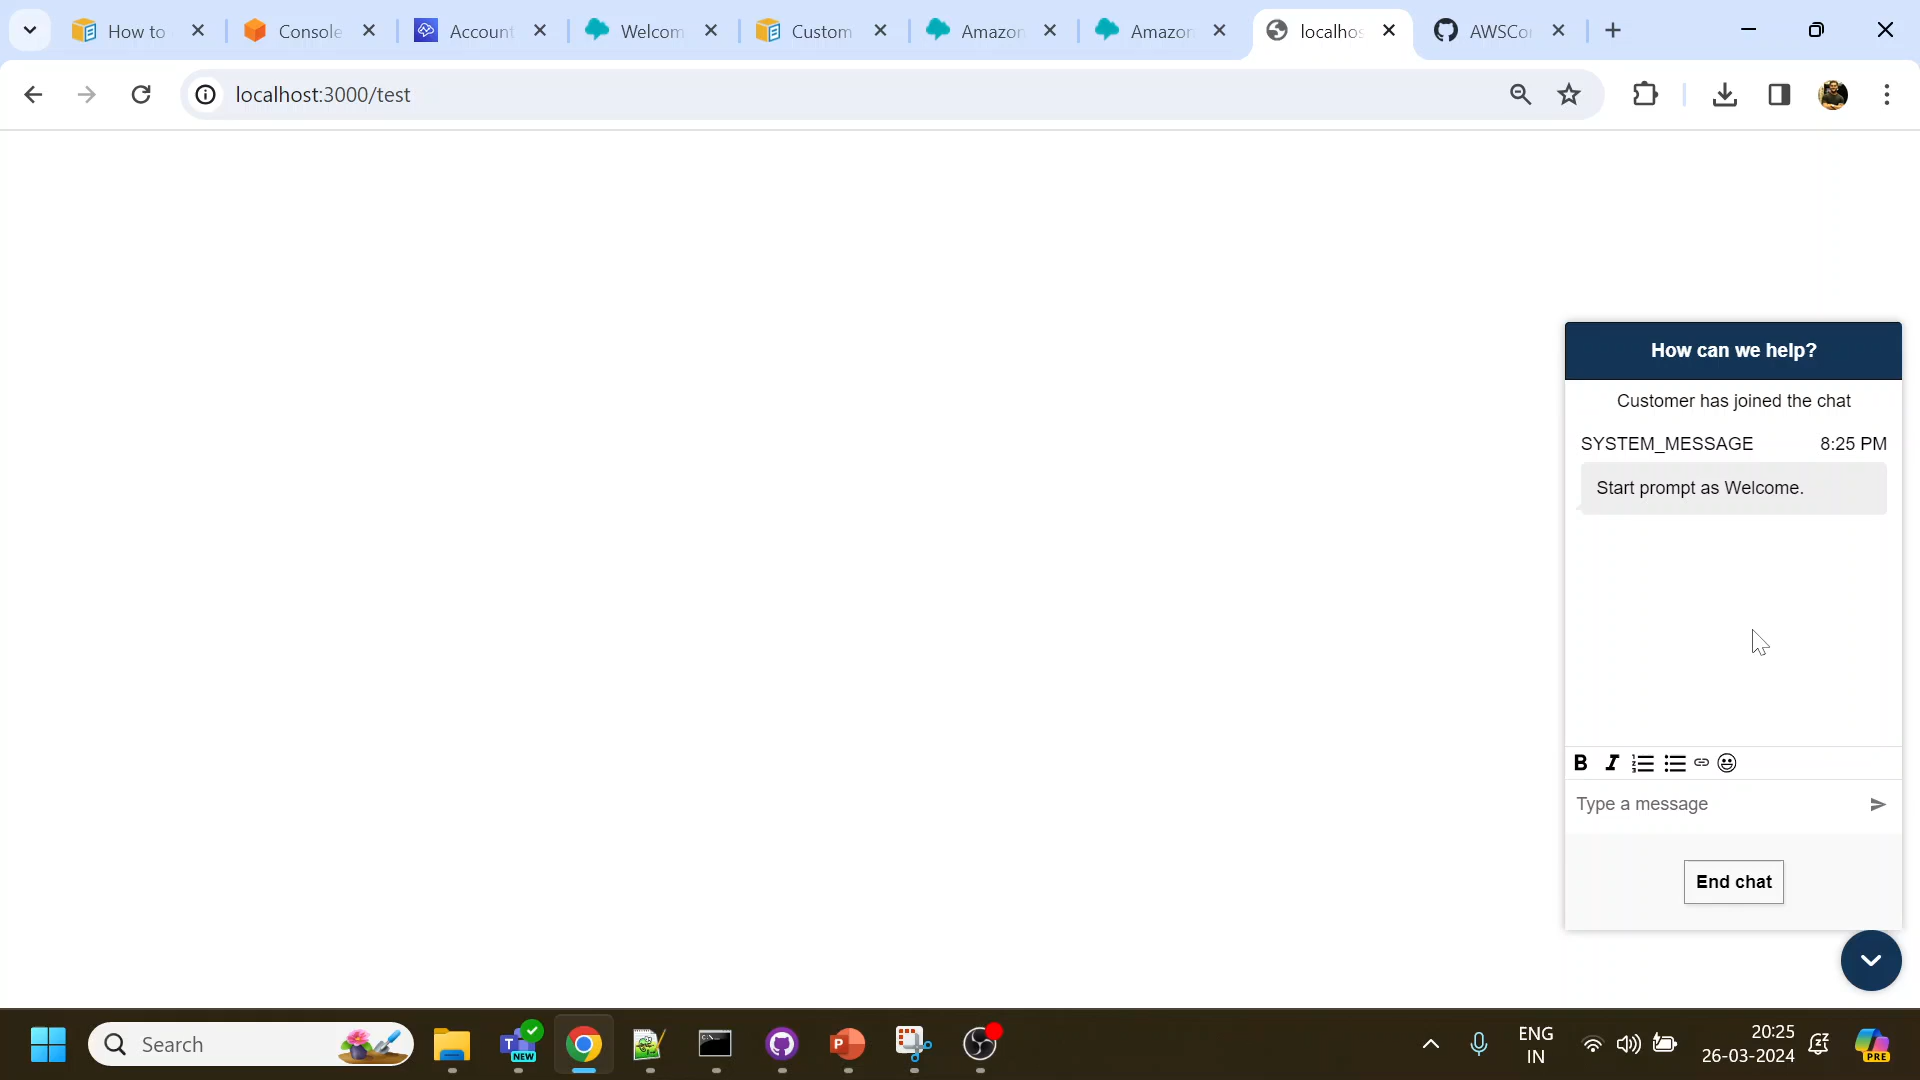 How to
Console
Account
Welcom
Custom
Amazon
Amazon
localhos
AWSCo
localhost:3000/test
How can we help?
Customer has joined the chat
SYSTEM_MESSAGE 8:25 PM
Start prompt as Welcome.
B I
Type a message
End chat
Search
NEW
ENG
IN
20:25
26-03-2024
PRE